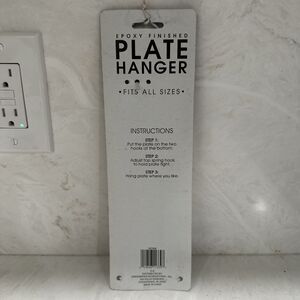 EPOXY FINISHED
PLATE
HANGER
•FITS ALL SIZES•
INSTRUCTIONS
STEP 1:
Put the plate on the two
hooks at the bottom.
STEP 2:
Adjust top spring hook
to hold plate tight.
STEP 3:
Hang plate where you like.